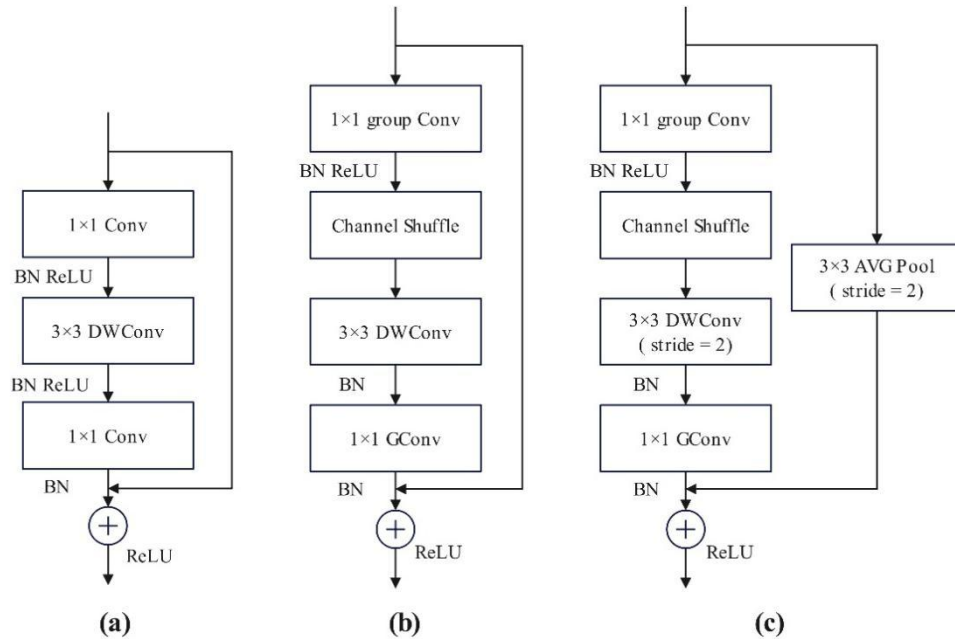 1×1 Conv
BN ReLU
3×3 DWConv
BN ReLU
1×1 Conv
BN
+
ReLU
(a)
1×1 group Conv
BN ReLU
Channel Shuffle
3×3 DWConv
BN
1×1 GConv
BN
+
ReLU
(b)
1×1 group Conv
BN ReLU
Channel Shuffle
3×3 DWConv
( stride = 2)
BN
1×1 GConv
BN
+
ReLU
3×3 AVG Pool
( stride = 2)
(c)